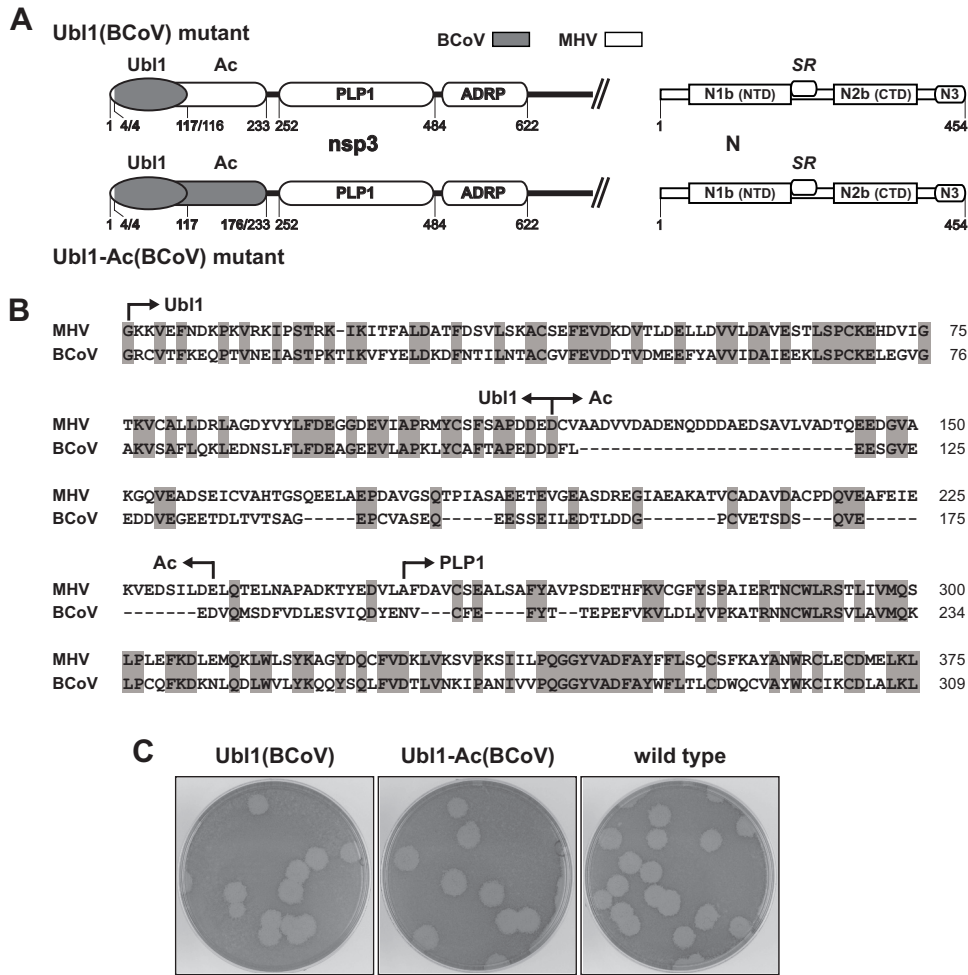 A
Ubl1(BCoV) mutant
BCoV MHV
Ubl1 Ac PLP1 ADRP
1 4/4 117/116 233 252 484 622
SR
N1b (NTD) N2b (CTD) N3
1 454
nsp3 N
Ubl1 Ac PLP1 ADRP
1 4/4 117 176/233 252 484 622
SR
N1b (NTD) N2b (CTD) N3
1 454
Ubl1-Ac(BCoV) mutant
B
Ubl1
MHV GKKVEFNDKPKVRKIPSTRK-IKITFALDATFDSVLSKACSEFEVDKDVTLDELLDVVLDAVESTLSPCKEHDVIG 75
BCoV GRCVTFKEQPTVNEIASTPKTIKVFYELDKDFNTILNTACGVFEVDDTVDMEEFYAVVIDAIEEKLSPCKELEGVG 76
Ubl1 Ac
MHV TKVCALLDRLAGDYVYLFDEGGDEVIAPRMYCSFSAPDDEDCVAADVVDADENQDDDAEDSAVLVADTQEEDGVA 150
BCoV AKVSAFLQKLEDNSLFLFDEAGEEVLAPKLYCAFTAPEDDDFL--------------------------EESGVE 125
MHV KGQVEADSEICVAHTGSQEELAEPDAVGSQTPIASAEETEVGEASDREGIAEAKATVCADAVDACPDQVEAFEIE 225
BCoV EDDVEGEETDLTVTSAG-----EPCVASEQ-----EESSEILEDTLDDG-------PCVETSDS--QVE------ 175
Ac PLP1
MHV KVEDSILDELQTELNAPADKTYEDVLAFDAVCSEALSAFYAVPSDETHFKVCGFYSPAIERTNCWLRSTLIVMQS 300
BCoV -------EDVQMSDFVDLESVIQDYENV---CFE----FYT--TEPEFVKVLDLYVPKATRNNCWLRSVLAVMQK 234
MHV LPLEFKDLEMQKLWLSYKAGYDQCFVDKLVKSVPKSIILPQGGYVADFAYFFLSQCSFKAYANWRCLECDMELKL 375
BCoV LPCQFKDKNLQDLWVLYKQQYSQLFVDTLVNKIPANIVVPQGGYVADFAYWFLTLCDWQCVAYWKCIKCDLALKL 309
C
Ubl1(BCoV) Ubl1-Ac(BCoV) wild type